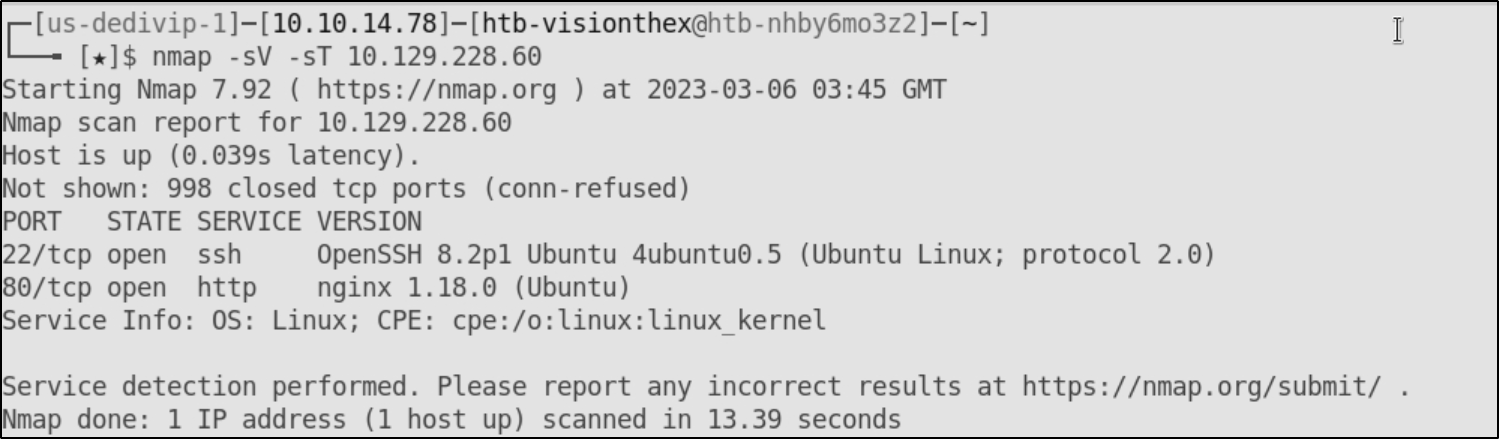 ┌─[us-dedivip-1]─[10.10.14.78]─[htb-visionthex@htb-nhby6mo3z2]─[~]
└──╼ [★]$ nmap -sV -sT 10.129.228.60
Starting Nmap 7.92 ( https://nmap.org ) at 2023-03-06 03:45 GMT
Nmap scan report for 10.129.228.60
Host is up (0.039s latency).
Not shown: 998 closed tcp ports (conn-refused)
PORT   STATE SERVICE VERSION
22/tcp open  ssh     OpenSSH 8.2p1 Ubuntu 4ubuntu0.5 (Ubuntu Linux; protocol 2.0)
80/tcp open  http    nginx 1.18.0 (Ubuntu)
Service Info: OS: Linux; CPE: cpe:/o:linux:linux_kernel

Service detection performed. Please report any incorrect results at https://nmap.org/submit/ .
Nmap done: 1 IP address (1 host up) scanned in 13.39 seconds